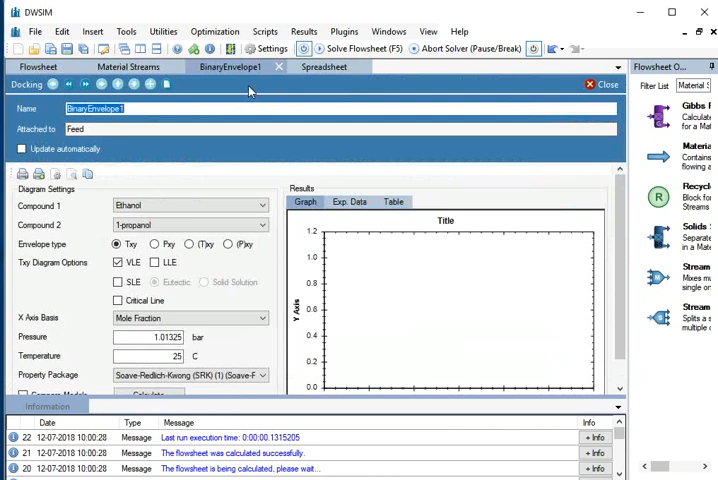 DWSIM
File Edit Tools Utilities Optimization Scripts Results Plugins Windows View Help
Settings Solve Flowsheet (F5) Abort Solver (Pause/Break)
Flowsheet Material Streams BinaryEnvelope1 Spreadsheet
Docking Close
Name BinaryEnvelope1
Attached to Feed
Update automatically
Diagram Settings
Compound 1 Ethanol
Compound 2 1-propanol
Envelope type Txy Pxy (T)xy (P)xy
Txy Diagram Options VLE LLE
SLE Eutectic Solid Solution
Critical Line
X Axis Basis Mole Fraction
Pressure 1.01325 bar
Temperature 25 C
Property Package Soave-Redlich-Kwong (SRK) (1) (Soave-F
Compare Models Calculate
Results
Graph Exp. Data Table
Title
1.2
1.0
0.8
0.6
0.4
0.2
0.0
Y Axis
Flowsheet O...
Filter List Material S
Gibbs F
Calculate
for a Ma
Materia
Contains
flowing a
Recycl
Block for
Streams
Solids S
Separate
in a Mate
Stream
Mixes mu
single on
Stream
Splits a s
multiple o
Information
Date Type Message Info
22 12-07-2018 10:00:28 Message Last run execution time: 0:00:00.1315205 + Info
21 12-07-2018 10:00:28 Message The flowsheet was calculated successfully. + Info
20 12-07-2018 10:00:28 Message The flowsheet is being calculated, please wait... + Info